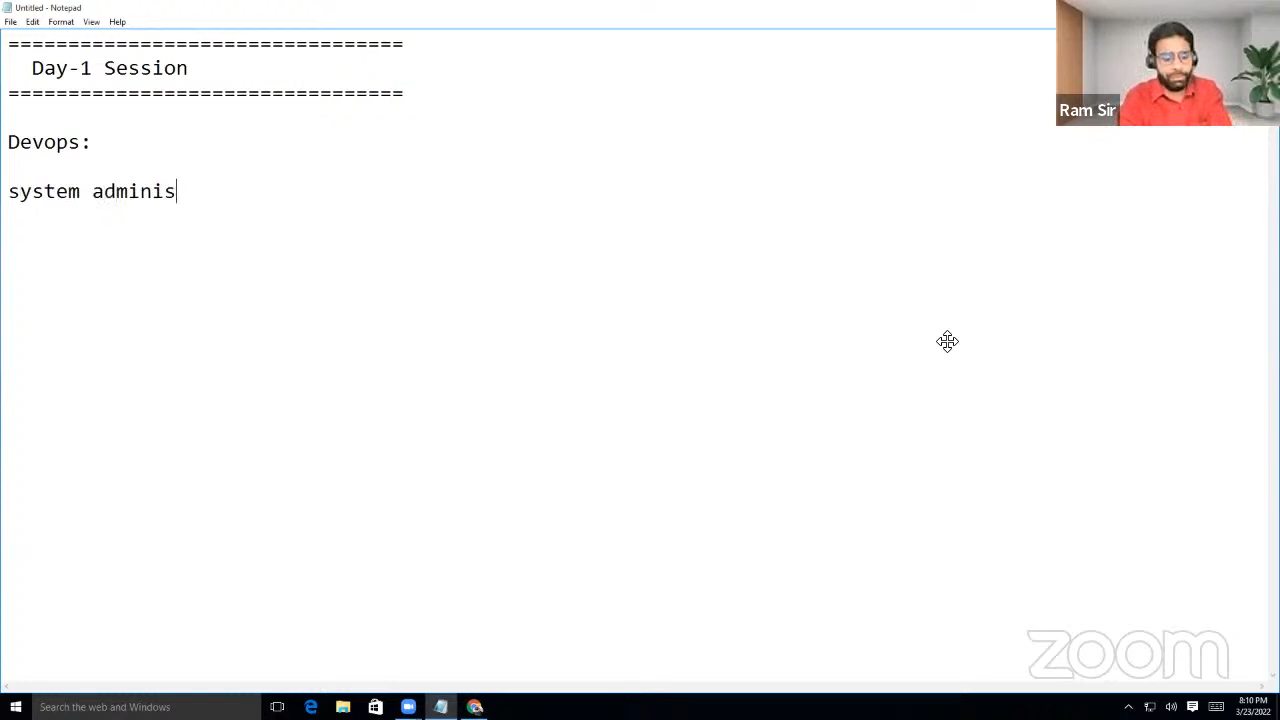 Untitled - Notepad
File Edit Format View Help
=================================
Day-1 Session
=================================
Ram Sir
Devops:
system adminis
zoom
Search the web and Windows
8:10 PM
3/23/2022